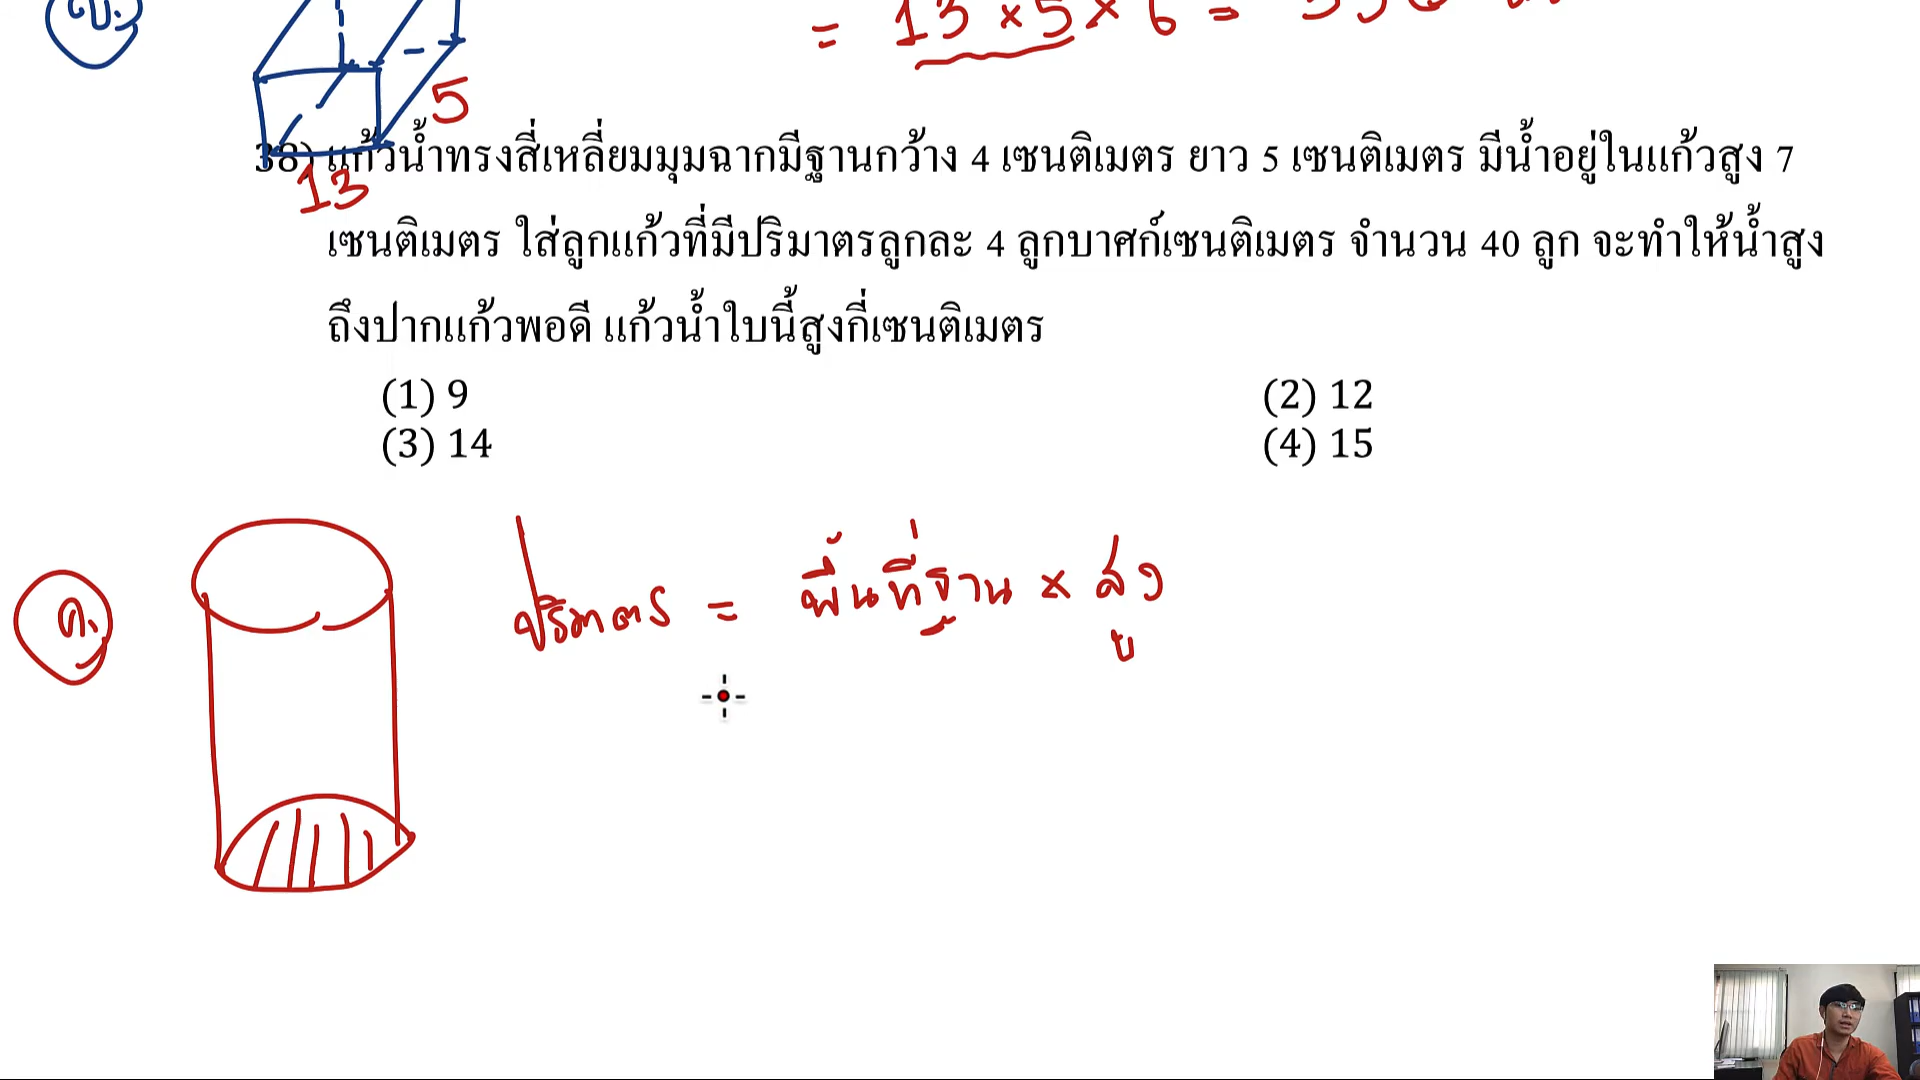 ข.
= 13 × 5 × 6 =
5
38) แก้วน้ำทรงสี่เหลี่ยมมุมฉากมีฐานกว้าง 4 เซนติเมตร ยาว 5 เซนติเมตร มีน้ำอยู่ในแก้วสูง 7
13
เซนติเมตร ใส่ลูกแก้วที่มีปริมาตรลูกละ 4 ลูกบาศก์เซนติเมตร จำนวน 40 ลูก จะทำให้น้ำสูง
ถึงปากแก้วพอดี แก้วน้ำใบนี้สูงกี่เซนติเมตร
(1) 9 (2) 12
(3) 14 (4) 15
ค.
ปริมาตร = พื้นที่ฐาน × สูง